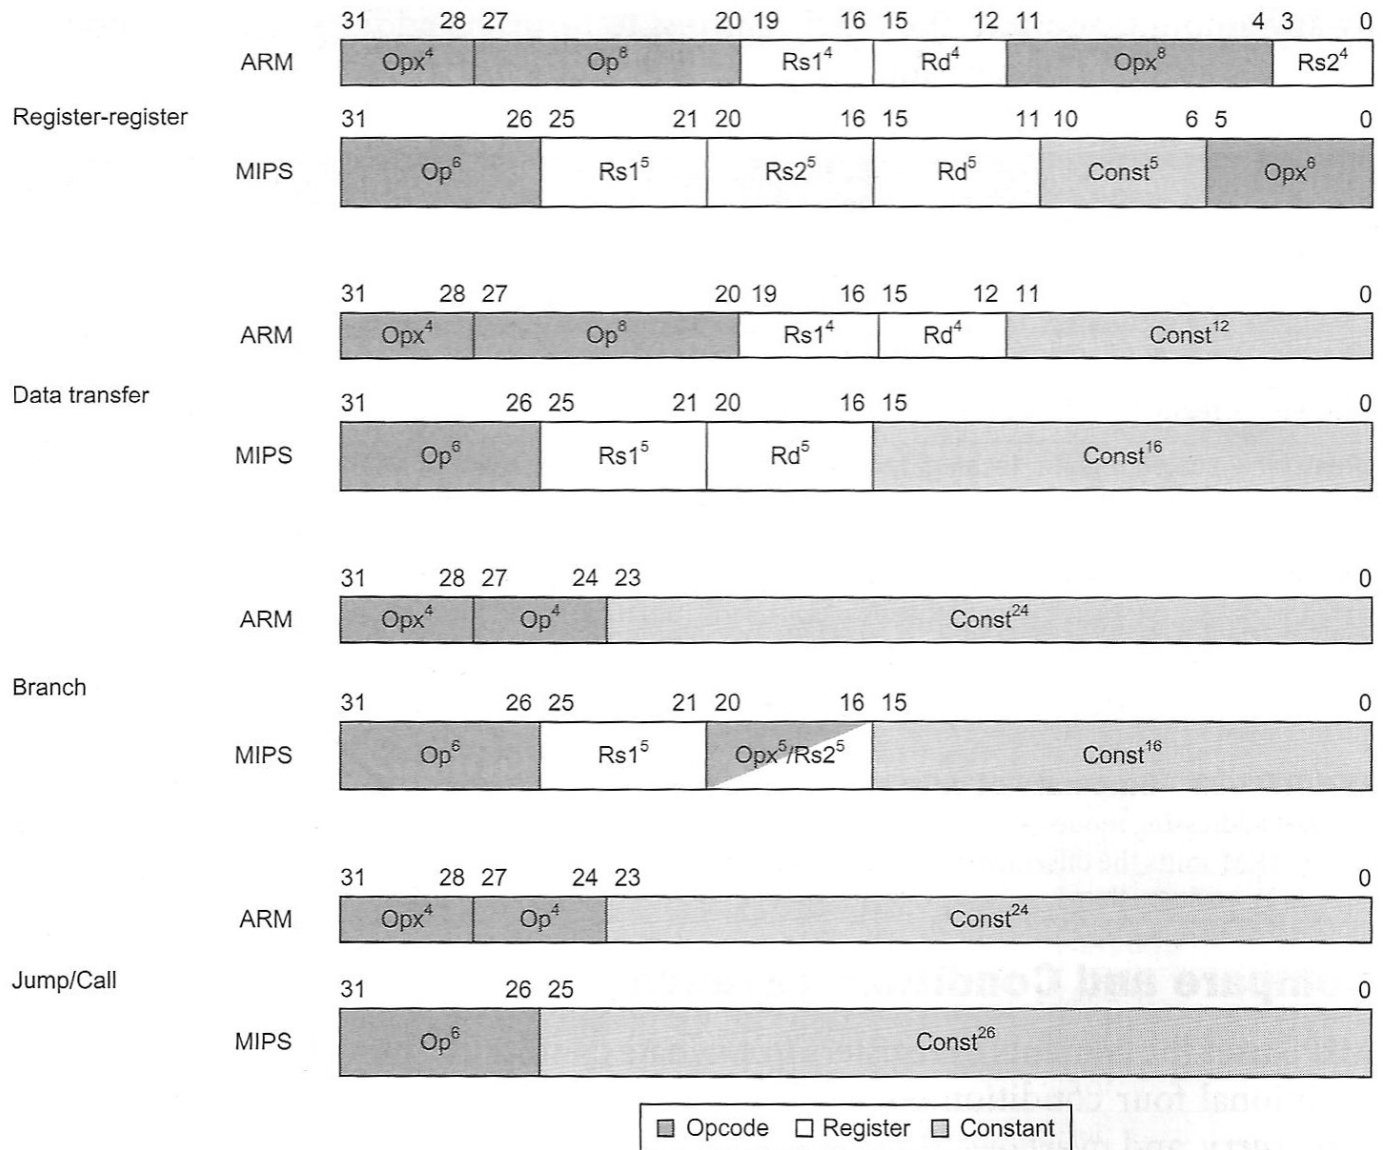 31 28 27 20 19 16 15 12 11 4 3 0
ARM Opx⁴ Op⁸ Rs1⁴ Rd⁴ Opx⁸ Rs2⁴
Register-register
31 26 25 21 20 16 15 11 10 6 5 0
MIPS Op⁶ Rs1⁵ Rs2⁵ Rd⁵ Const⁵ Opx⁶
31 28 27 20 19 16 15 12 11 0
ARM Opx⁴ Op⁸ Rs1⁴ Rd⁴ Const¹²
Data transfer
31 26 25 21 20 16 15 0
MIPS Op⁶ Rs1⁵ Rd⁵ Const¹⁶
31 28 27 24 23 0
ARM Opx⁴ Op⁴ Const²⁴
Branch
31 26 25 21 20 16 15 0
MIPS Op⁶ Rs1⁵ Opx⁵/Rs2⁵ Const¹⁶
31 28 27 24 23 0
ARM Opx⁴ Op⁴ Const²⁴
Jump/Call
31 26 25 0
MIPS Op⁶ Const²⁶
Opcode Register Constant